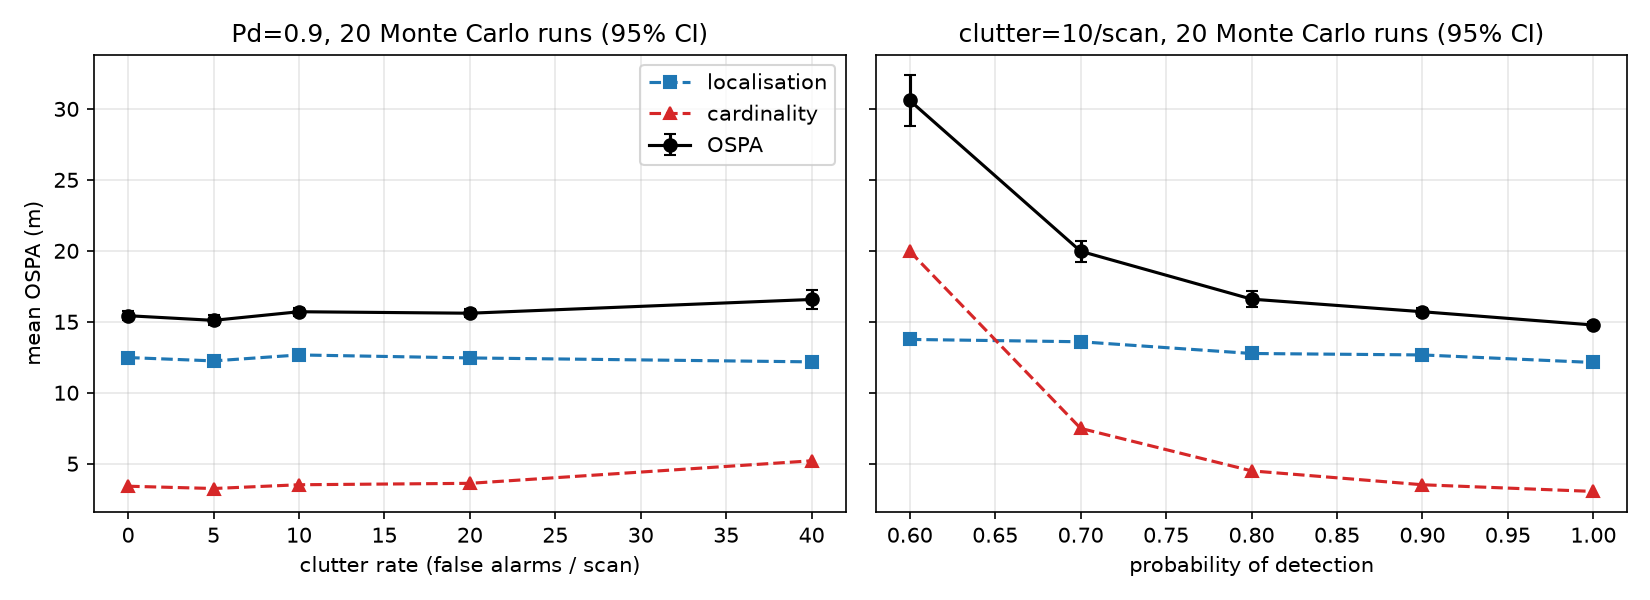 Pd=0.9, 20 Monte Carlo runs (95% CI)
clutter=10/scan, 20 Monte Carlo runs (95% CI)
localisation
cardinality
OSPA
mean OSPA (m)
30
25
20
15
10
5
0 5 10 15 20 25 30 35 40
clutter rate (false alarms / scan)
0.60 0.65 0.70 0.75 0.80 0.85 0.90 0.95 1.00
probability of detection